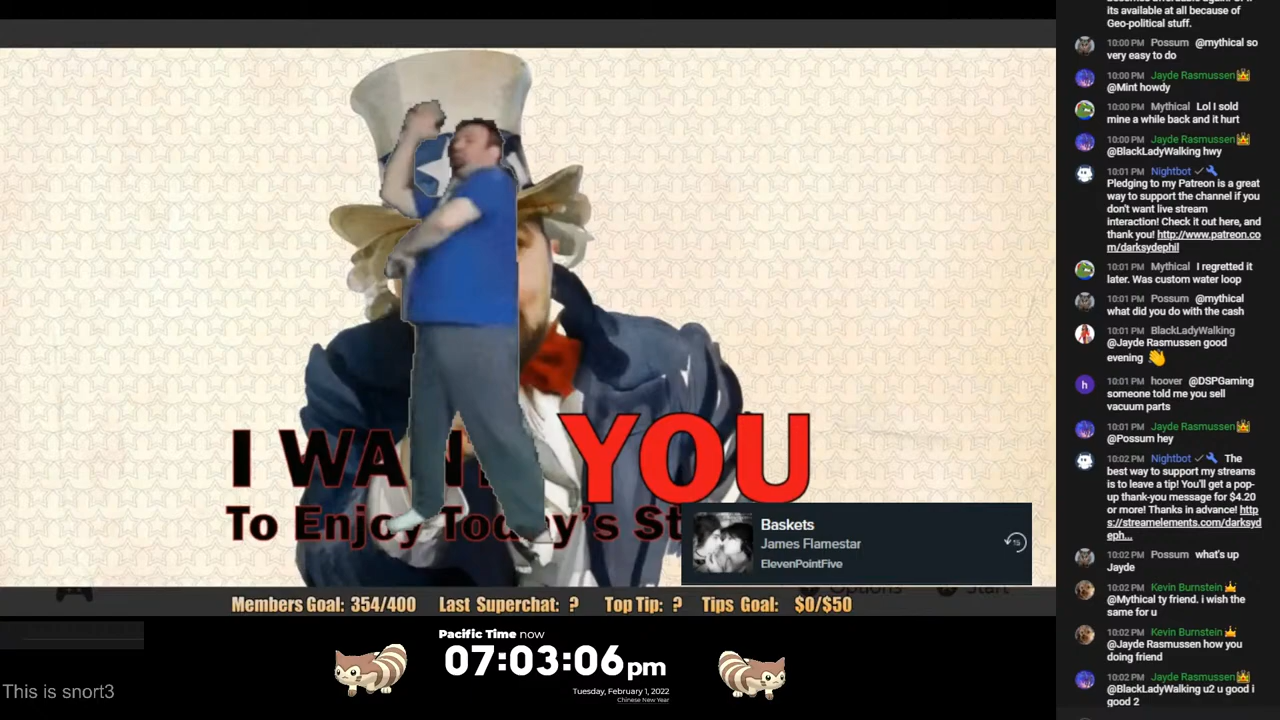 I WAN YOU
To Enjoy Today's St
Baskets
James Flamestar
ElevenPointFive
15
Options
Start
Members Goal: 354/400 Last Superchat: ? Top Tip: ? Tips Goal: $0/$50
Pacific Time now
07:03:06pm
Tuesday, February 1, 2022
Chinese New Year
This is snort3
its available at all because of
Geo-political stuff.
10:00 PM Possum @mythical so
very easy to do
10:00 PM Jayde Rasmussen
@Mint howdy
10:00 PM Mythical Lol I sold
mine a while back and it hurt
10:00 PM Jayde Rasmussen
@BlackLadyWalking hwy
10:01 PM Nightbot
Pledging to my Patreon is a great
way to support the channel if you
don't want live stream
interaction! Check it out here, and
thank you! http://www.patreon.co
m/darksydephil
10:01 PM Mythical I regretted it
later. Was custom water loop
10:01 PM Possum @mythical
what did you do with the cash
10:01 PM BlackLadyWalking
@Jayde Rasmussen good
evening 👋
10:01 PM hoover @DSPGaming
someone told me you sell
vacuum parts
10:01 PM Jayde Rasmussen
@Possum hey
10:02 PM Nightbot The
best way to support my streams
is to leave a tip! You'll get a pop-
up thank-you message for $4.20
or more! Thanks in advance! http
s://streamelements.com/darksyd
eph...
10:02 PM Possum what's up
Jayde
10:02 PM Kevin Burnstein
@Mythical ty friend. i wish the
same for u
10:02 PM Kevin Burnstein
@Jayde Rasmussen how you
doing friend
10:02 PM Jayde Rasmussen
@BlackLadyWalking u2 u good i
good 2